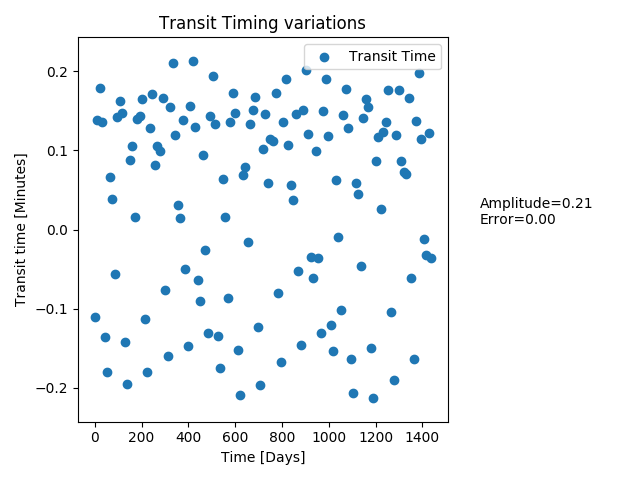 Transit Timing variations
Transit Time
Transit time [Minutes]
0.2
0.1
0.0
−0.1
−0.2
0 200 400 600 800 1000 1200 1400
Time [Days]
Amplitude=0.21
Error=0.00